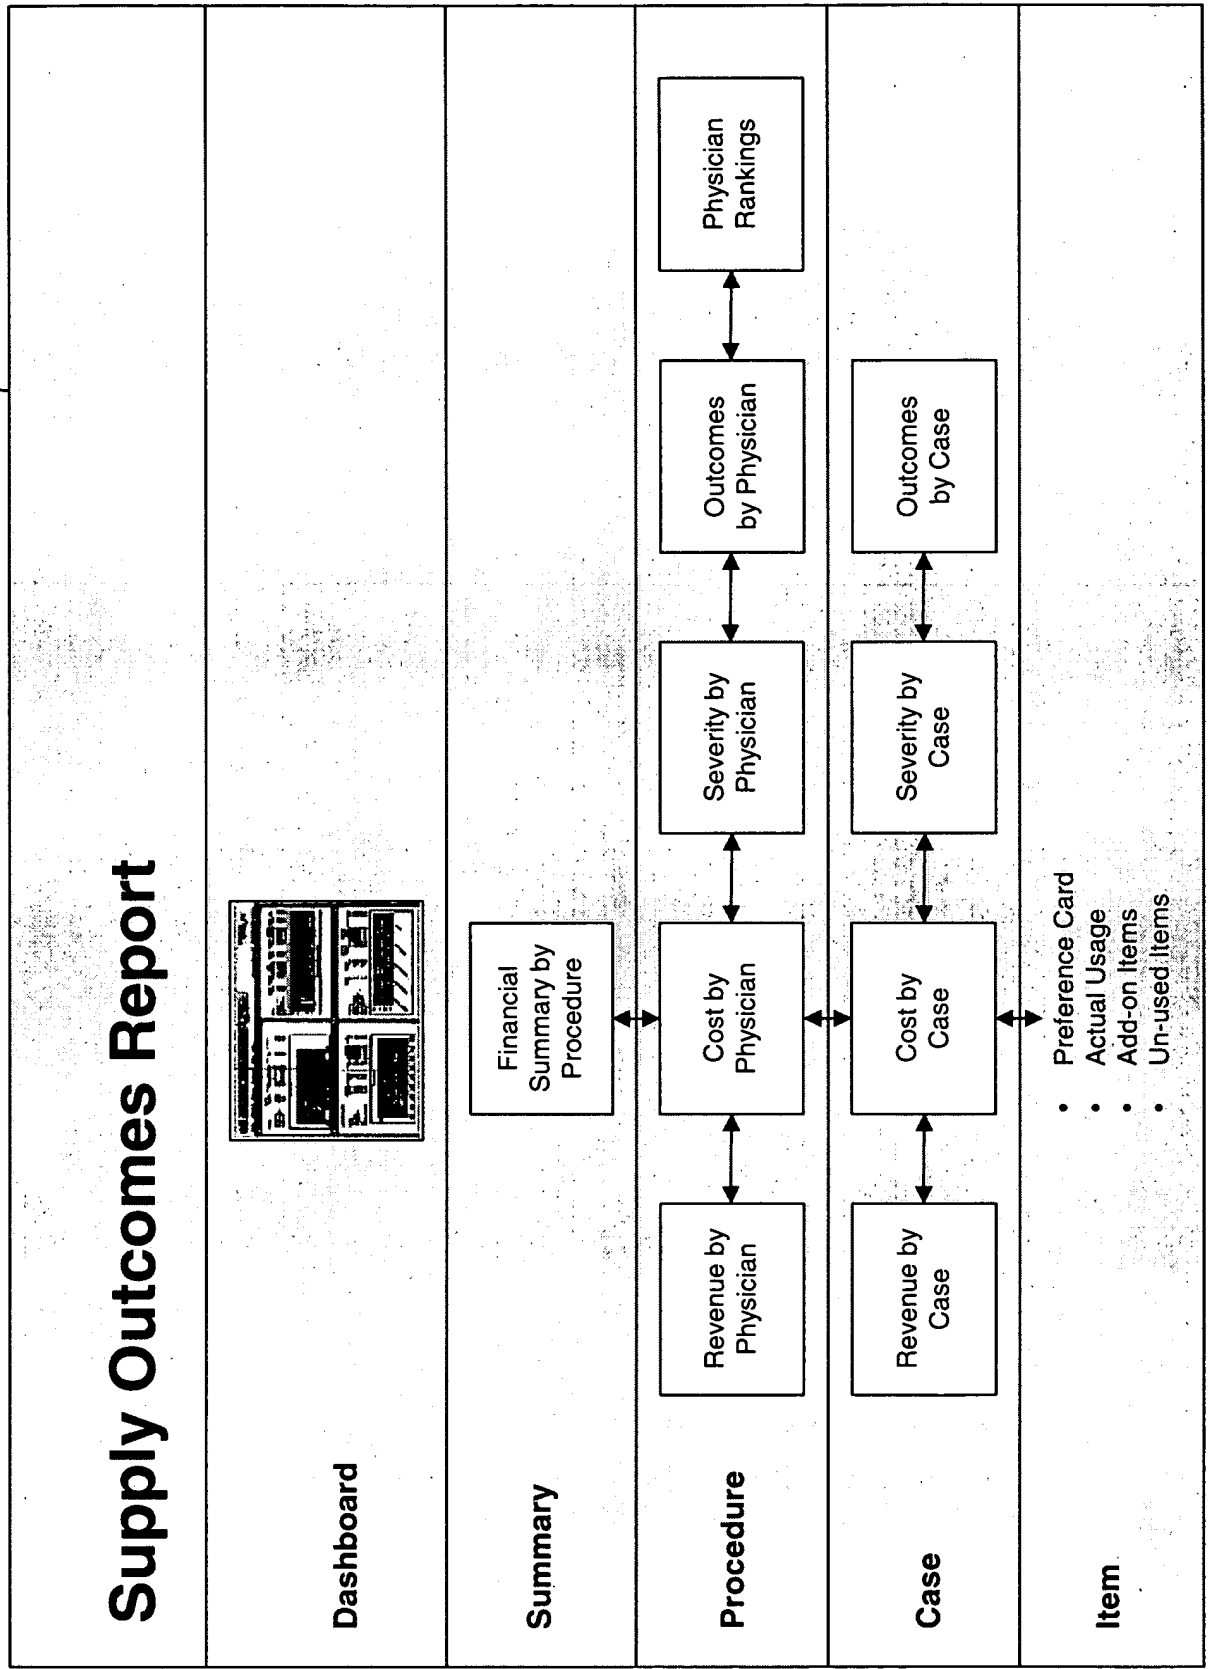 Supply Outcomes Report
Dashboard
Summary
Financial
Summary by
Procedure
Procedure
Revenue by
Physician
Cost by
Physician
Severity by
Physician
Outcomes
by Physician
Physician
Rankings
Case
Revenue by
Case
Cost by
Case
Severity by
Case
Outcomes
by Case
Item
• Preference Card
• Actual Usage
• Add-on Items
• Un-used Items